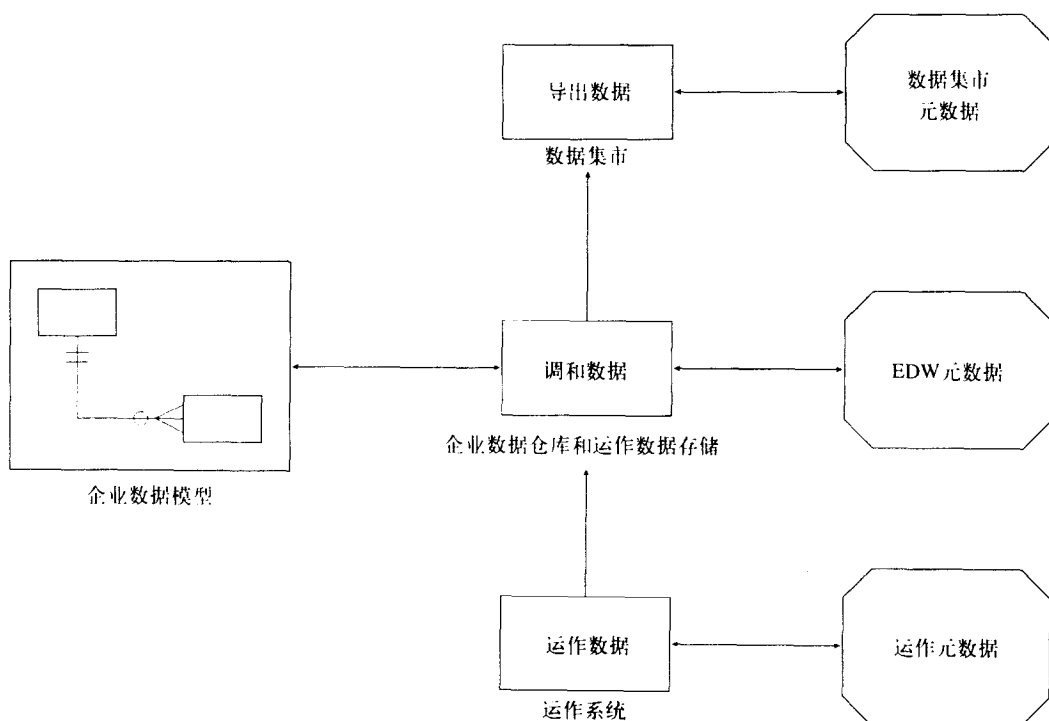 导出数据
数据集市
元数据
数据集市
调和数据
EDW元数据
企业数据仓库和运作数据存储
企业数据模型
运作数据
运作元数据
运作系统